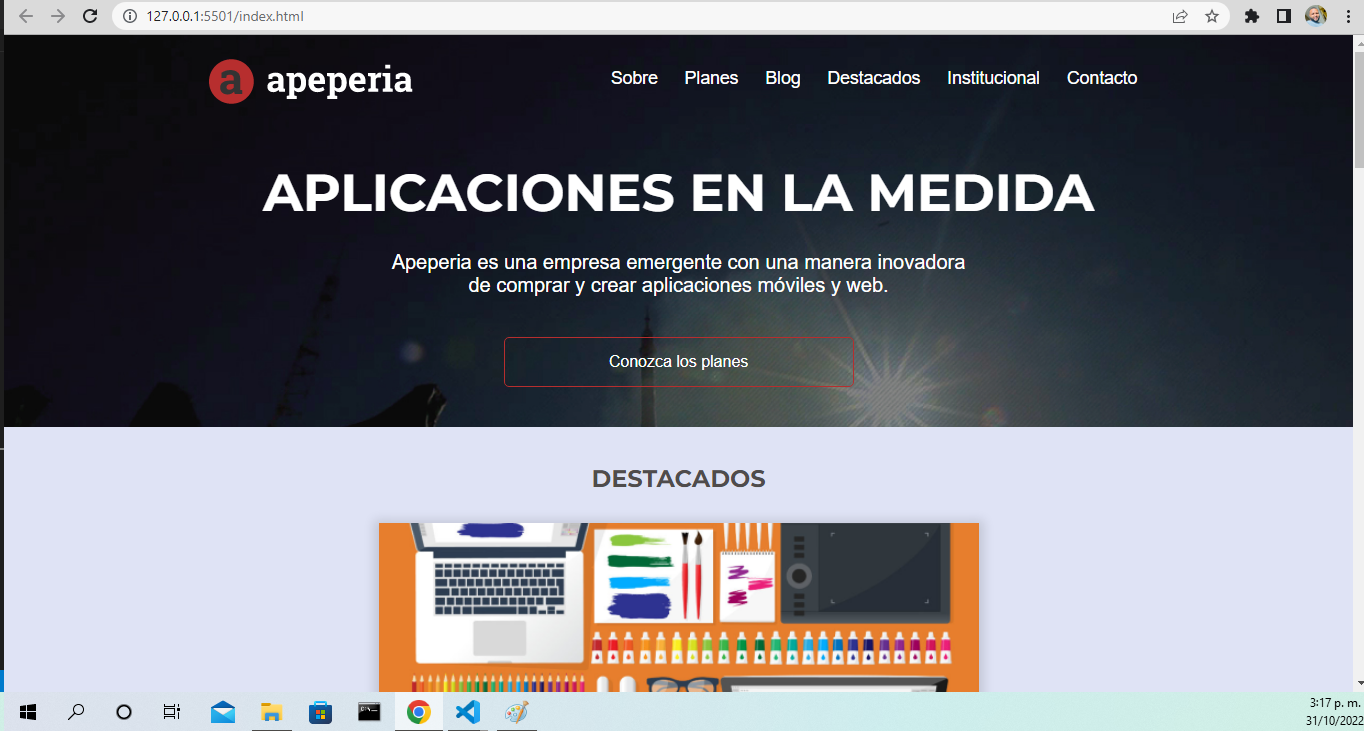 127.0.0.1:5501/index.html
a apeperia
Sobre Planes Blog Destacados Institucional Contacto
APLICACIONES EN LA MEDIDA
Apeperia es una empresa emergente con una manera inovadora
de comprar y crear aplicaciones móviles y web.
Conozca los planes
DESTACADOS
3:17 p. m.
31/10/2022